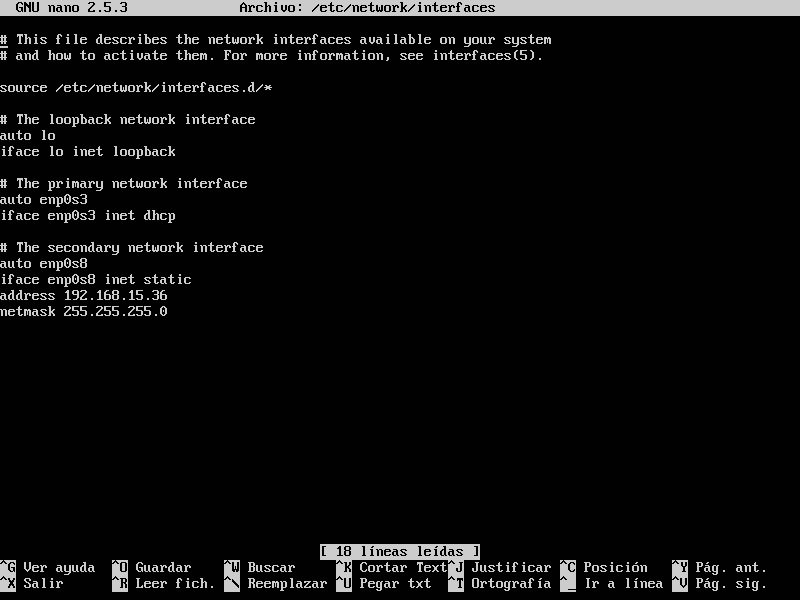 GNU nano 2.5.3 Archivo: /etc/network/interfaces
# This file describes the network interfaces available on your system
# and how to activate them. For more information, see interfaces(5).
source /etc/network/interfaces.d/*
# The loopback network interface
auto lo
iface lo inet loopback
# The primary network interface
auto enp0s3
iface enp0s3 inet dhcp
# The secondary network interface
auto enp0s8
iface enp0s8 inet static
address 192.168.15.36
netmask 255.255.255.0
[ 18 líneas leídas ]
^G Ver ayuda ^O Guardar ^W Buscar ^K Cortar Text ^J Justificar ^C Posición ^Y Pág. ant.
^X Salir ^R Leer fich. ^\ Reemplazar ^U Pegar txt ^T Ortografía ^_ Ir a línea ^V Pág. sig.